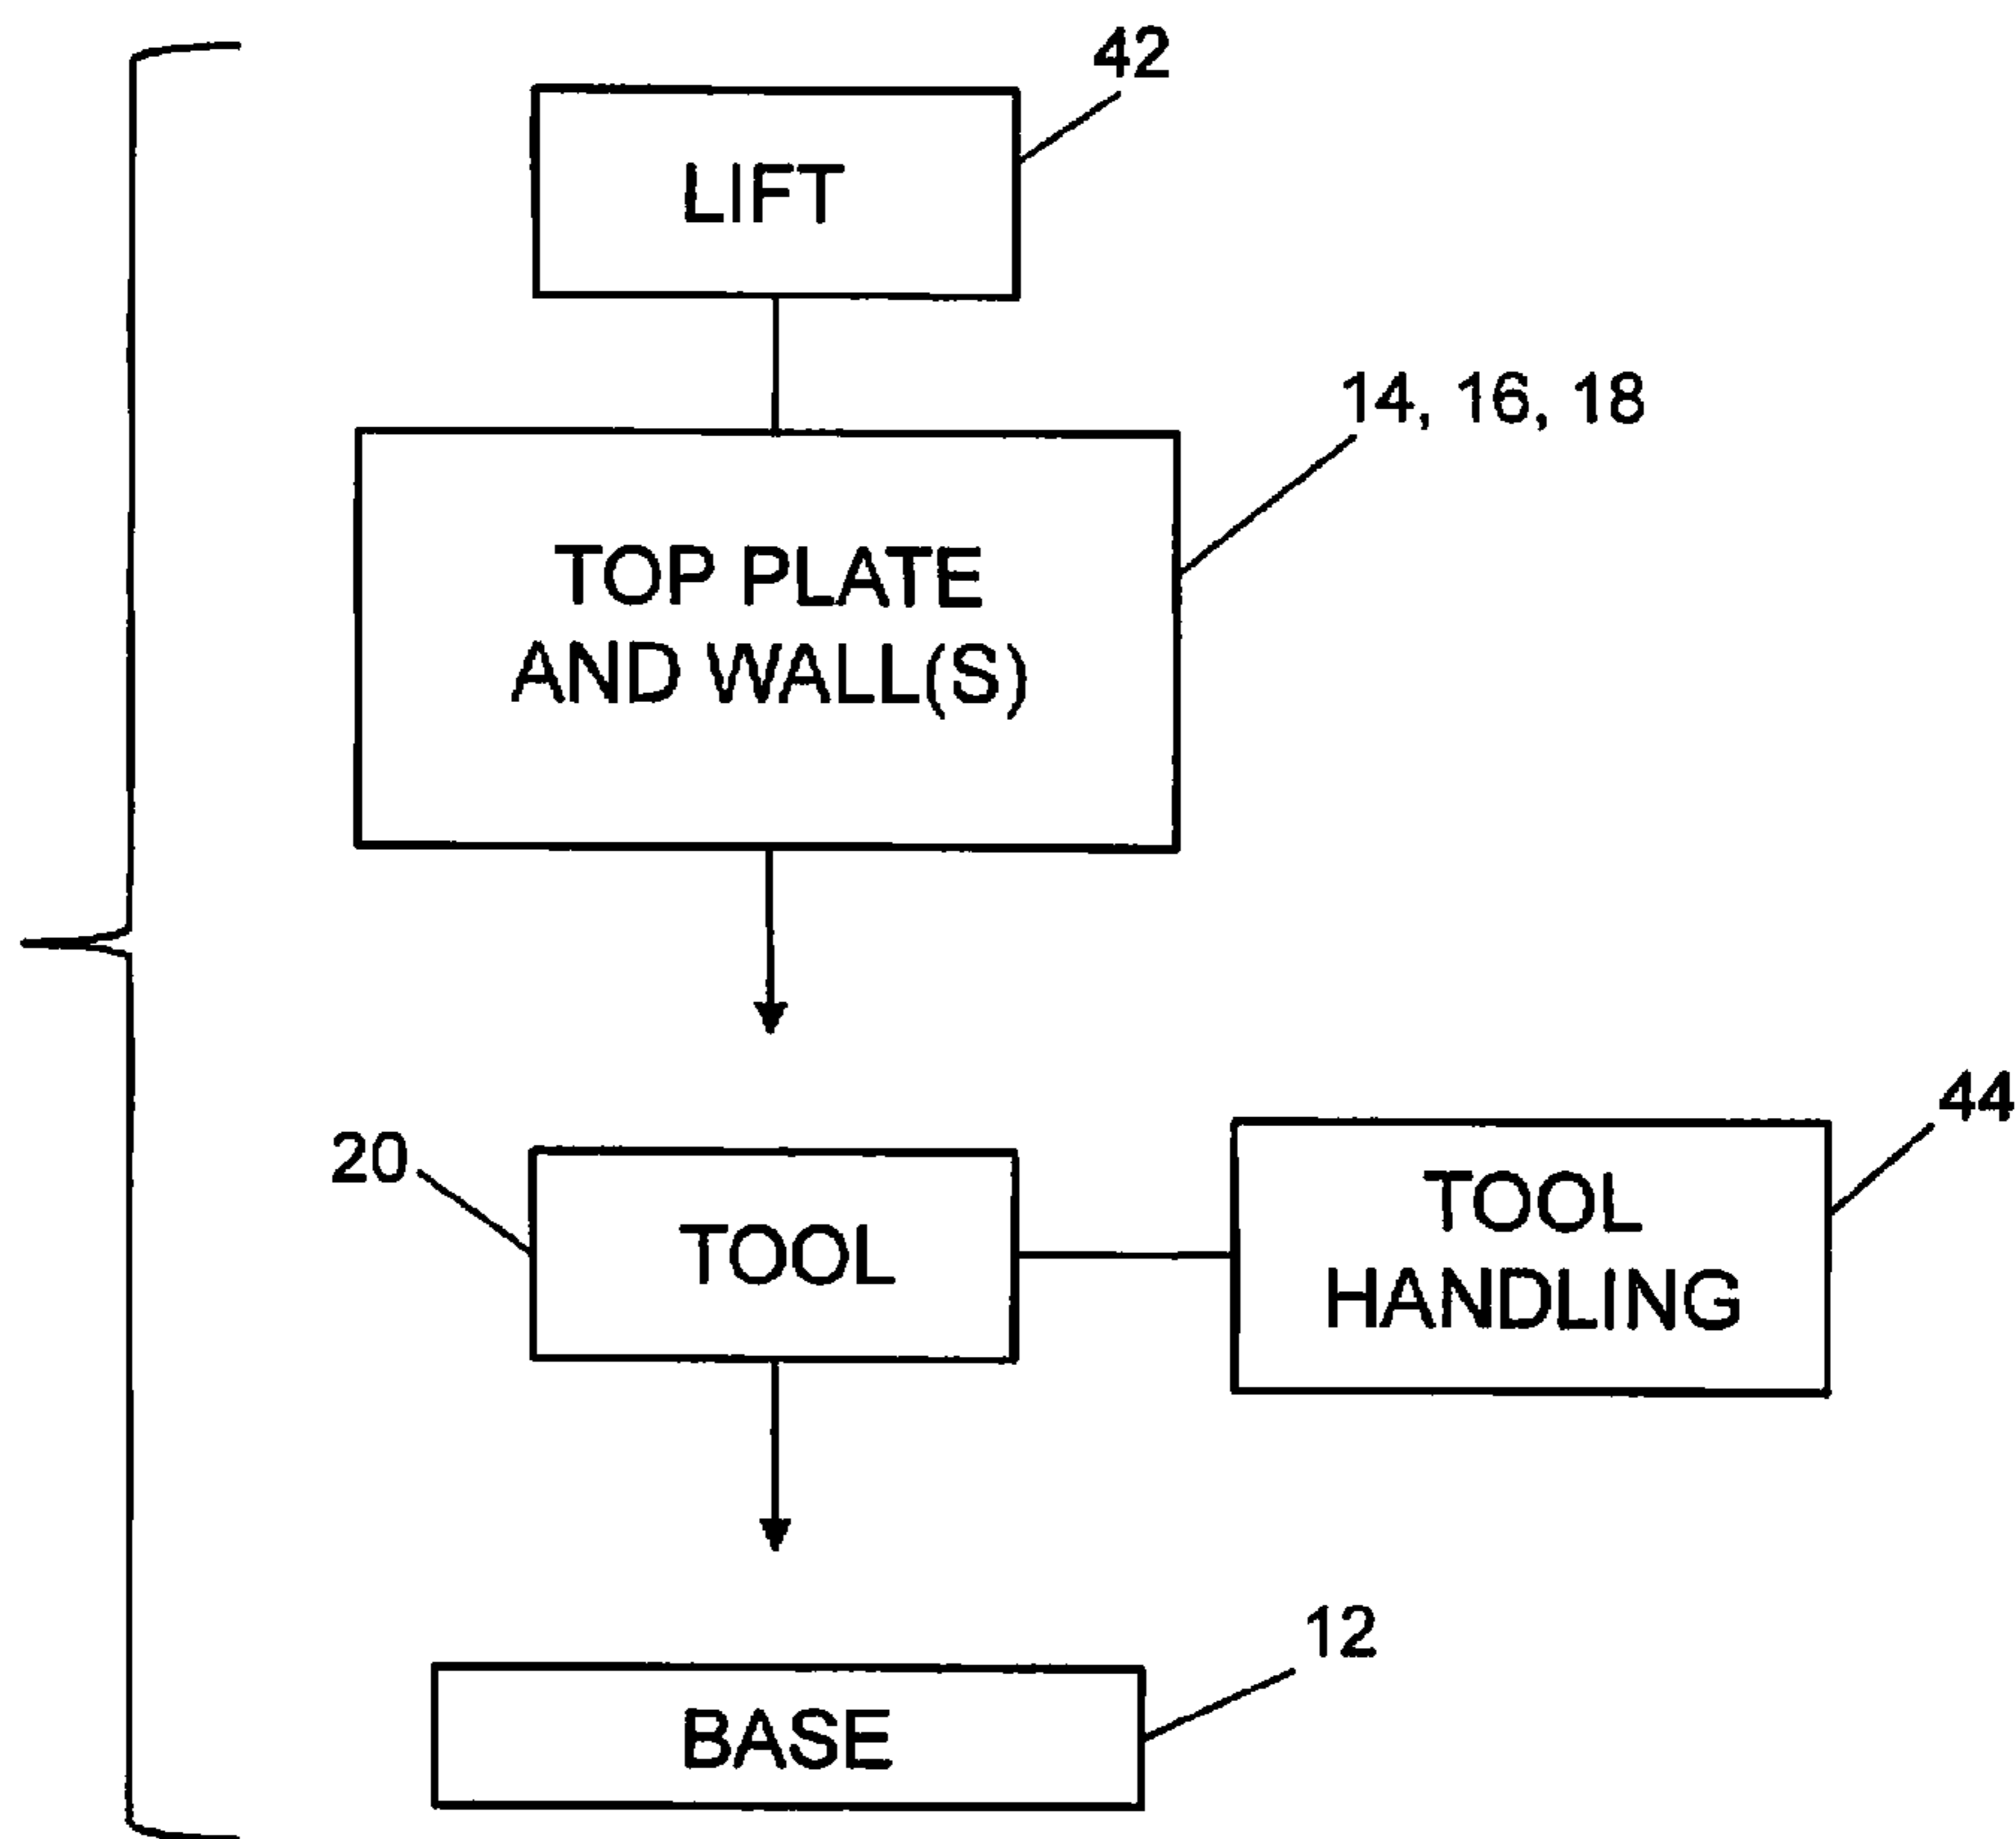 42
LIFT
14, 16, 18
TOP PLATE
AND WALL(S)
44
20
TOOL
TOOL
HANDLING
12
BASE